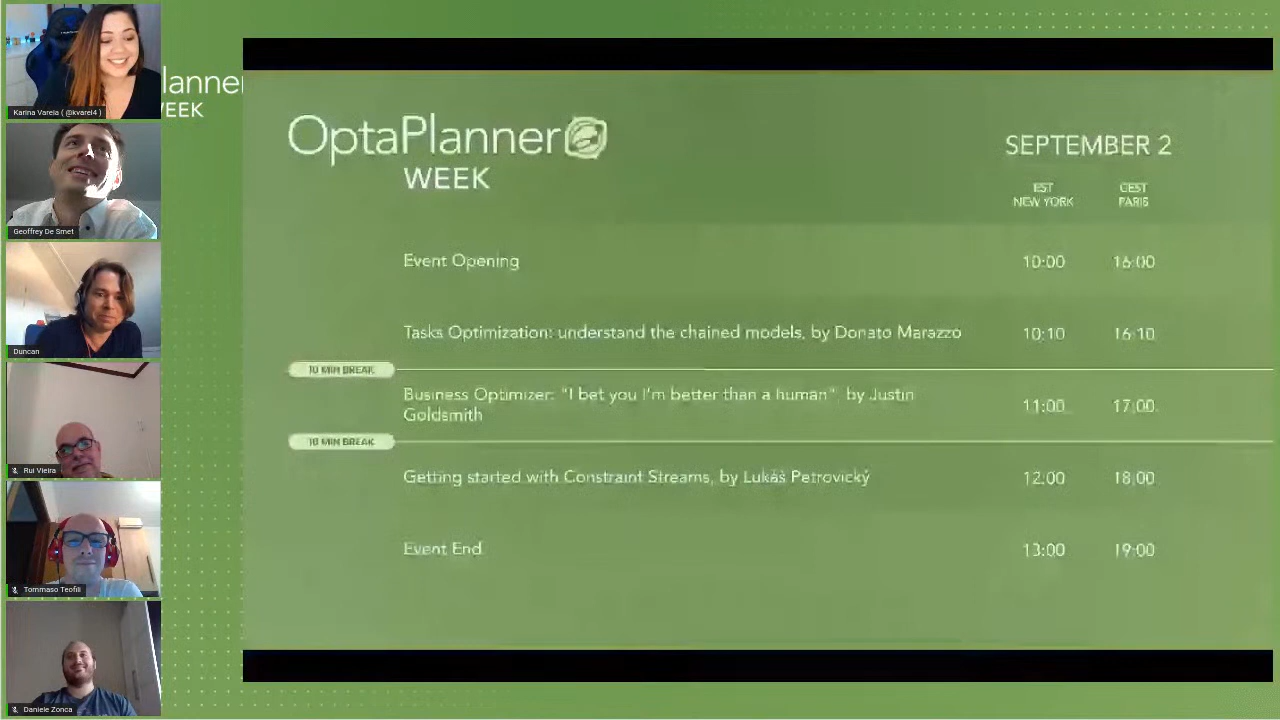 Karina Varela ( @kvarel4 )
Geoffrey De Smet
Duncan
Rui Vieira
Tommaso Teofili
Daniele Zonca
lanner
EEK
OptaPlanner
WEEK
SEPTEMBER 2
EST
NEW YORK
CEST
PARIS
Event Opening 10:00 16:00
Tasks Optimization: understand the chained models, by Donato Marazzo 10:10 16:10
10 MIN BREAK
Business Optimizer: "I bet you I'm better than a human", by Justin
Goldsmith 11:00 17:00
10 MIN BREAK
Getting started with Constraint Streams, by Lukáš Petrovický 12:00 18:00
Event End 13:00 19:00